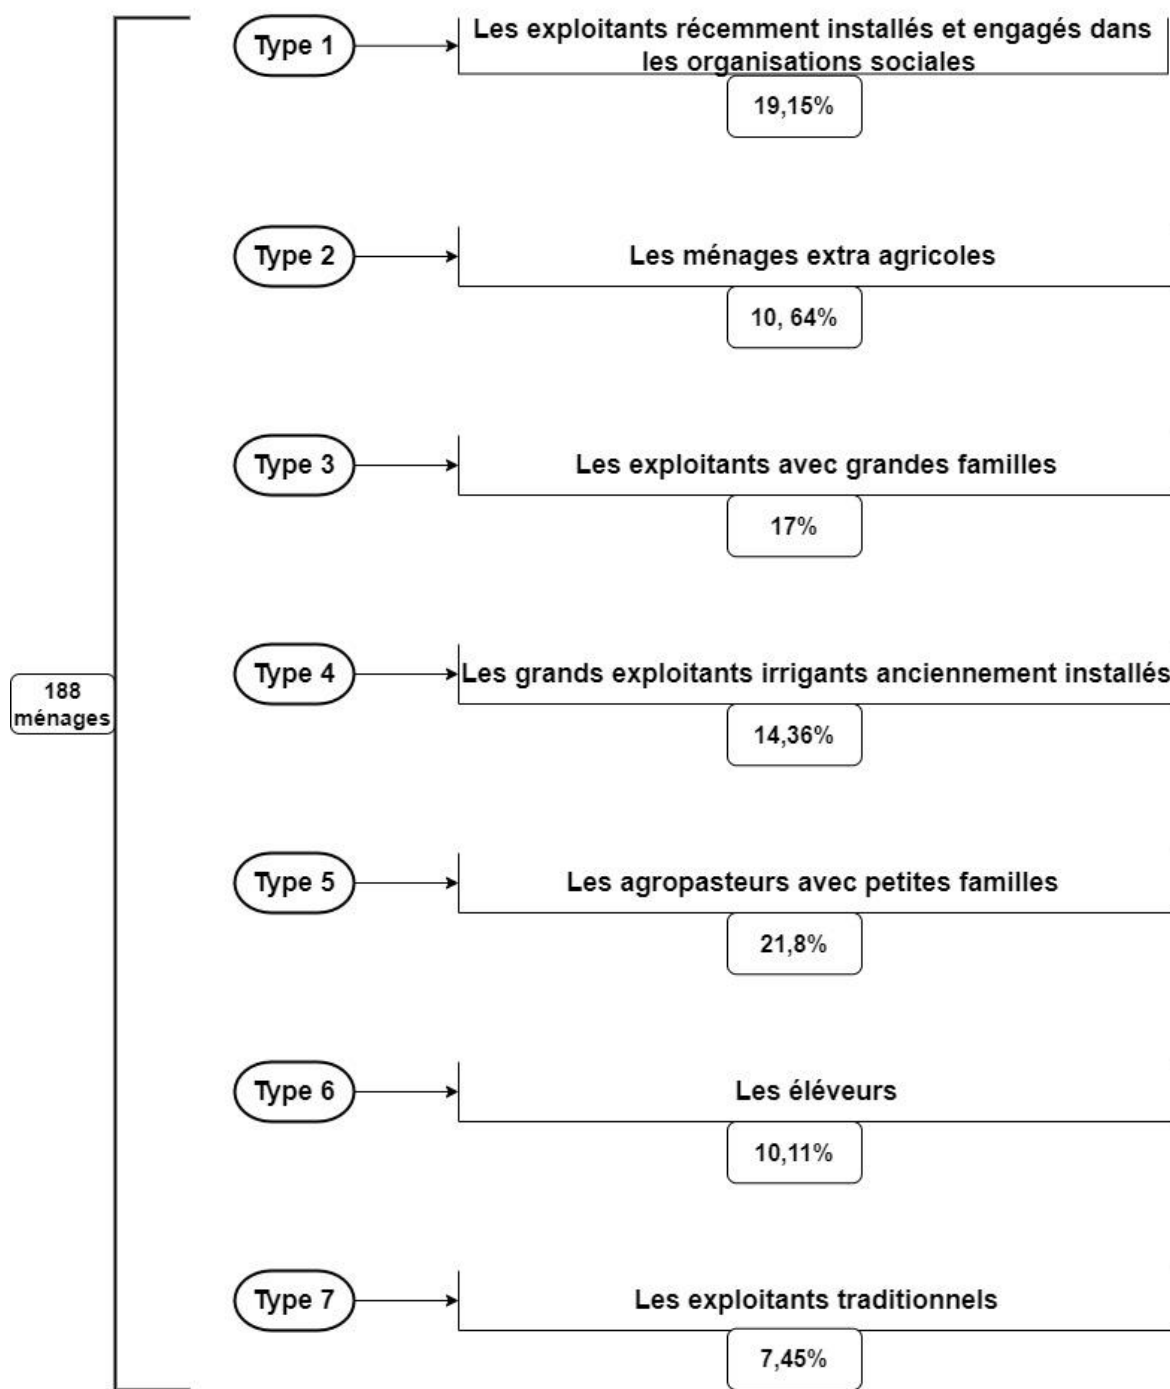 188
ménages
Type 1
Les exploitants récemment installés et engagés dans
les organisations sociales
19,15%
Type 2
Les ménages extra agricoles
10, 64%
Type 3
Les exploitants avec grandes familles
17%
Type 4
Les grands exploitants irrigants anciennement installés
14,36%
Type 5
Les agropasteurs avec petites familles
21,8%
Type 6
Les éléveurs
10,11%
Type 7
Les exploitants traditionnels
7,45%